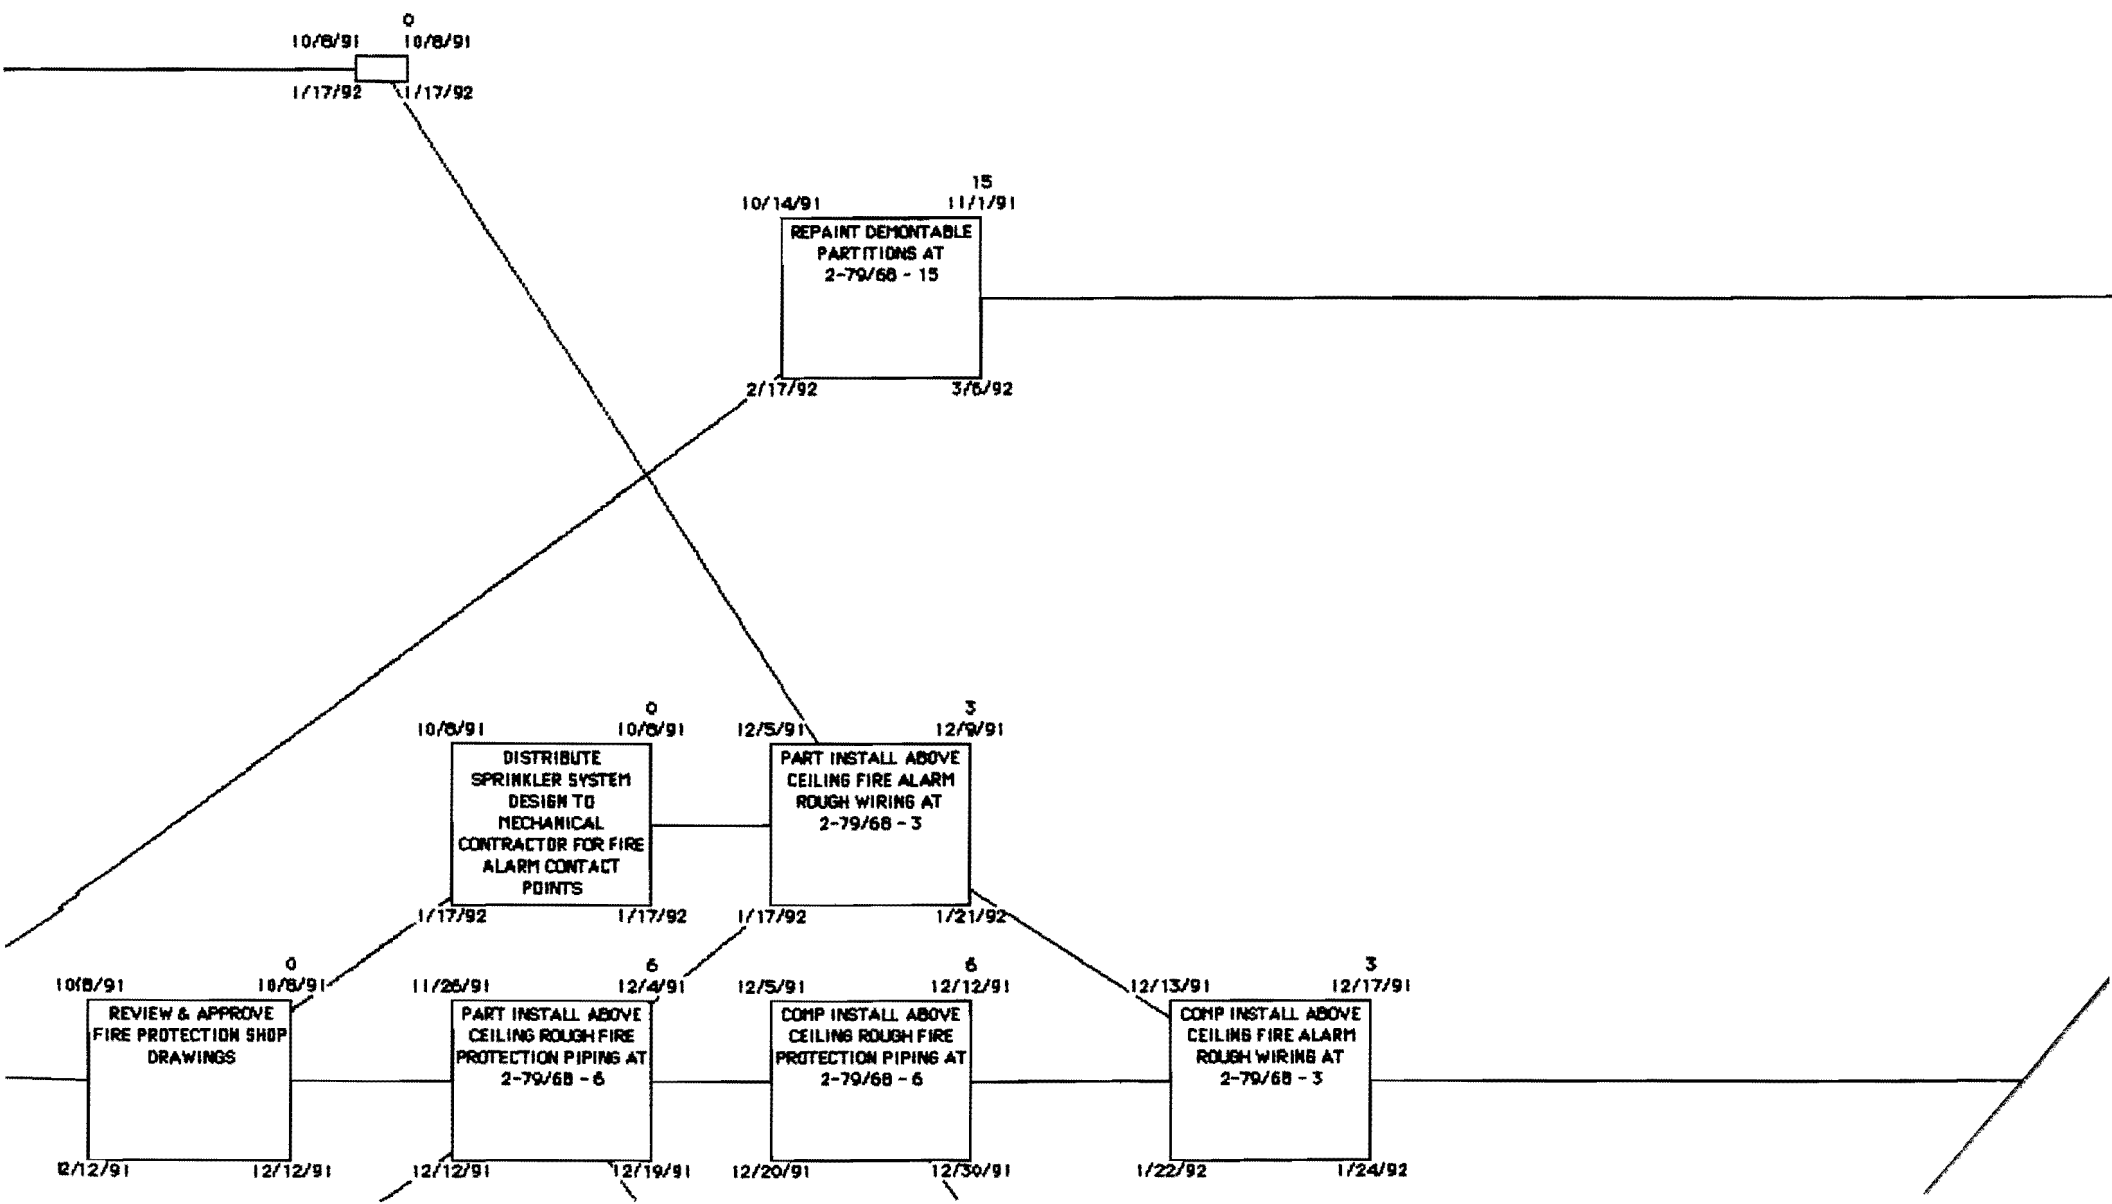 0
10/8/91 10/8/91
1/17/92 1/17/92
15
10/14/91 11/1/91
REPAINT DEMONTABLE
PARTITIONS AT
2-79/68 - 15
2/17/92 3/6/92
0
10/8/91 10/8/91
DISTRIBUTE
SPRINKLER SYSTEM
DESIGN TO
MECHANICAL
CONTRACTOR FOR FIRE
ALARM CONTACT
POINTS
1/17/92 1/17/92
3
12/5/91 12/9/91
PART INSTALL ABOVE
CEILING FIRE ALARM
ROUGH WIRING AT
2-79/68 - 3
1/17/92 1/21/92
0
10/8/91 10/8/91
REVIEW & APPROVE
FIRE PROTECTION SHOP
DRAWINGS
12/12/91 12/12/91
6
11/26/91 12/4/91
PART INSTALL ABOVE
CEILING ROUGH FIRE
PROTECTION PIPING AT
2-79/68 - 6
12/12/91 12/19/91
6
12/5/91 12/12/91
COMP INSTALL ABOVE
CEILING ROUGH FIRE
PROTECTION PIPING AT
2-79/68 - 6
12/20/91 12/30/91
3
12/13/91 12/17/91
COMP INSTALL ABOVE
CEILING FIRE ALARM
ROUGH WIRING AT
2-79/68 - 3
1/22/92 1/24/92